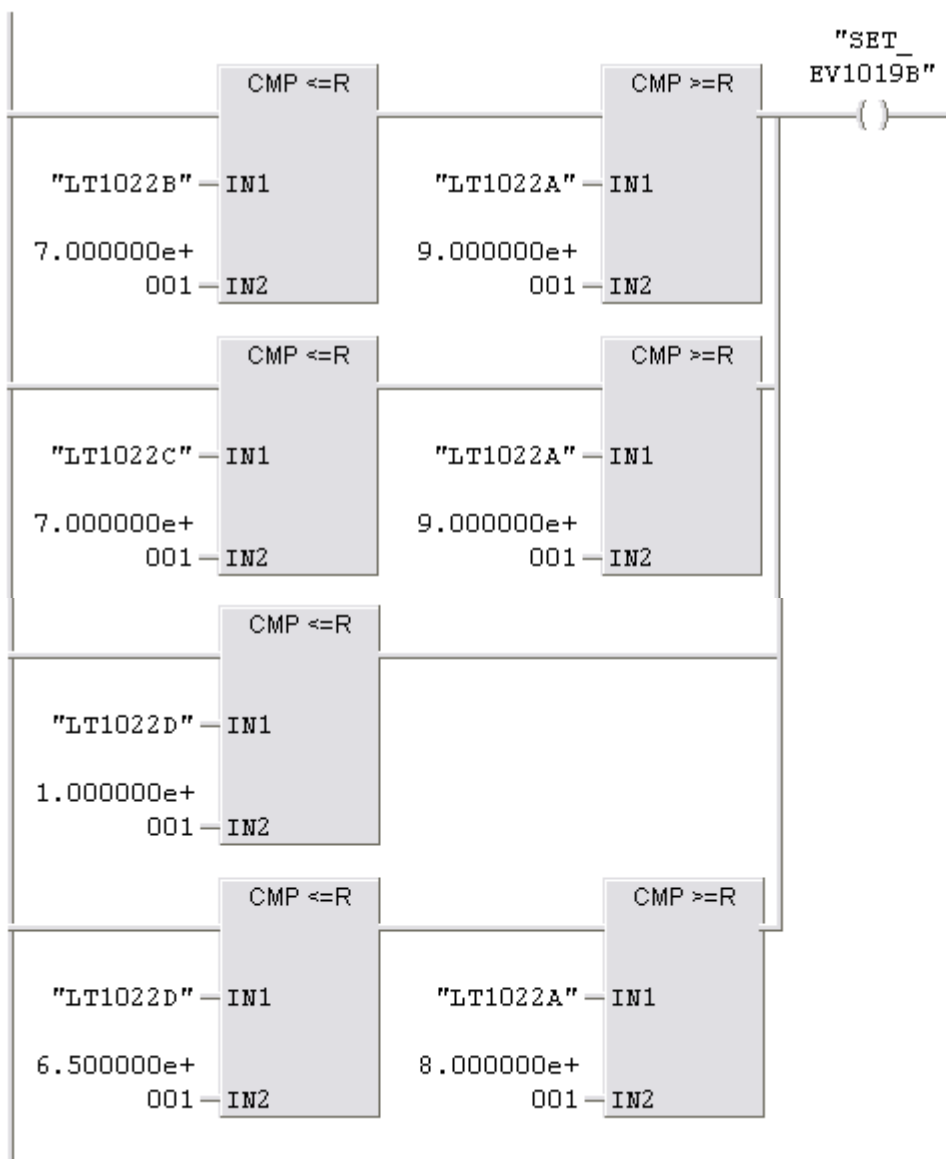 "SET_
EV1019B"
CMP <=R CMP >=R
"LT1022B" IN1 "LT1022A" IN1
7.000000e+ 9.000000e+
001 IN2 001 IN2
CMP <=R CMP >=R
"LT1022C" IN1 "LT1022A" IN1
7.000000e+ 9.000000e+
001 IN2 001 IN2
CMP <=R
"LT1022D" IN1
1.000000e+
001 IN2
CMP <=R CMP >=R
"LT1022D" IN1 "LT1022A" IN1
6.500000e+ 8.000000e+
001 IN2 001 IN2